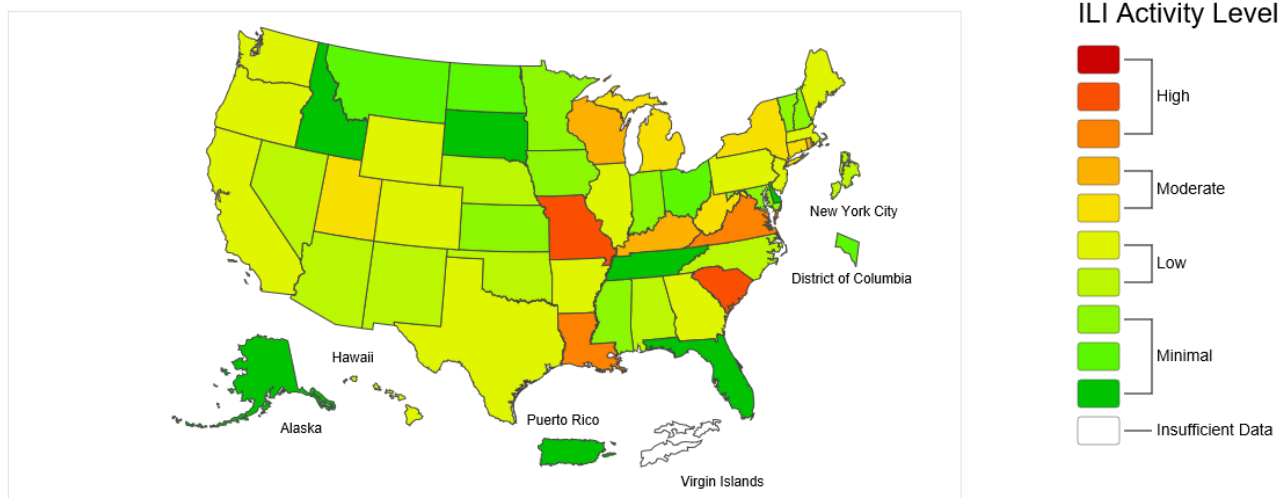 ILI Activity Level
High
Moderate
New York City
Low
District of Columbia
Hawaii
Minimal
Puerto Rico
Alaska
Insufficient Data
Virgin Islands